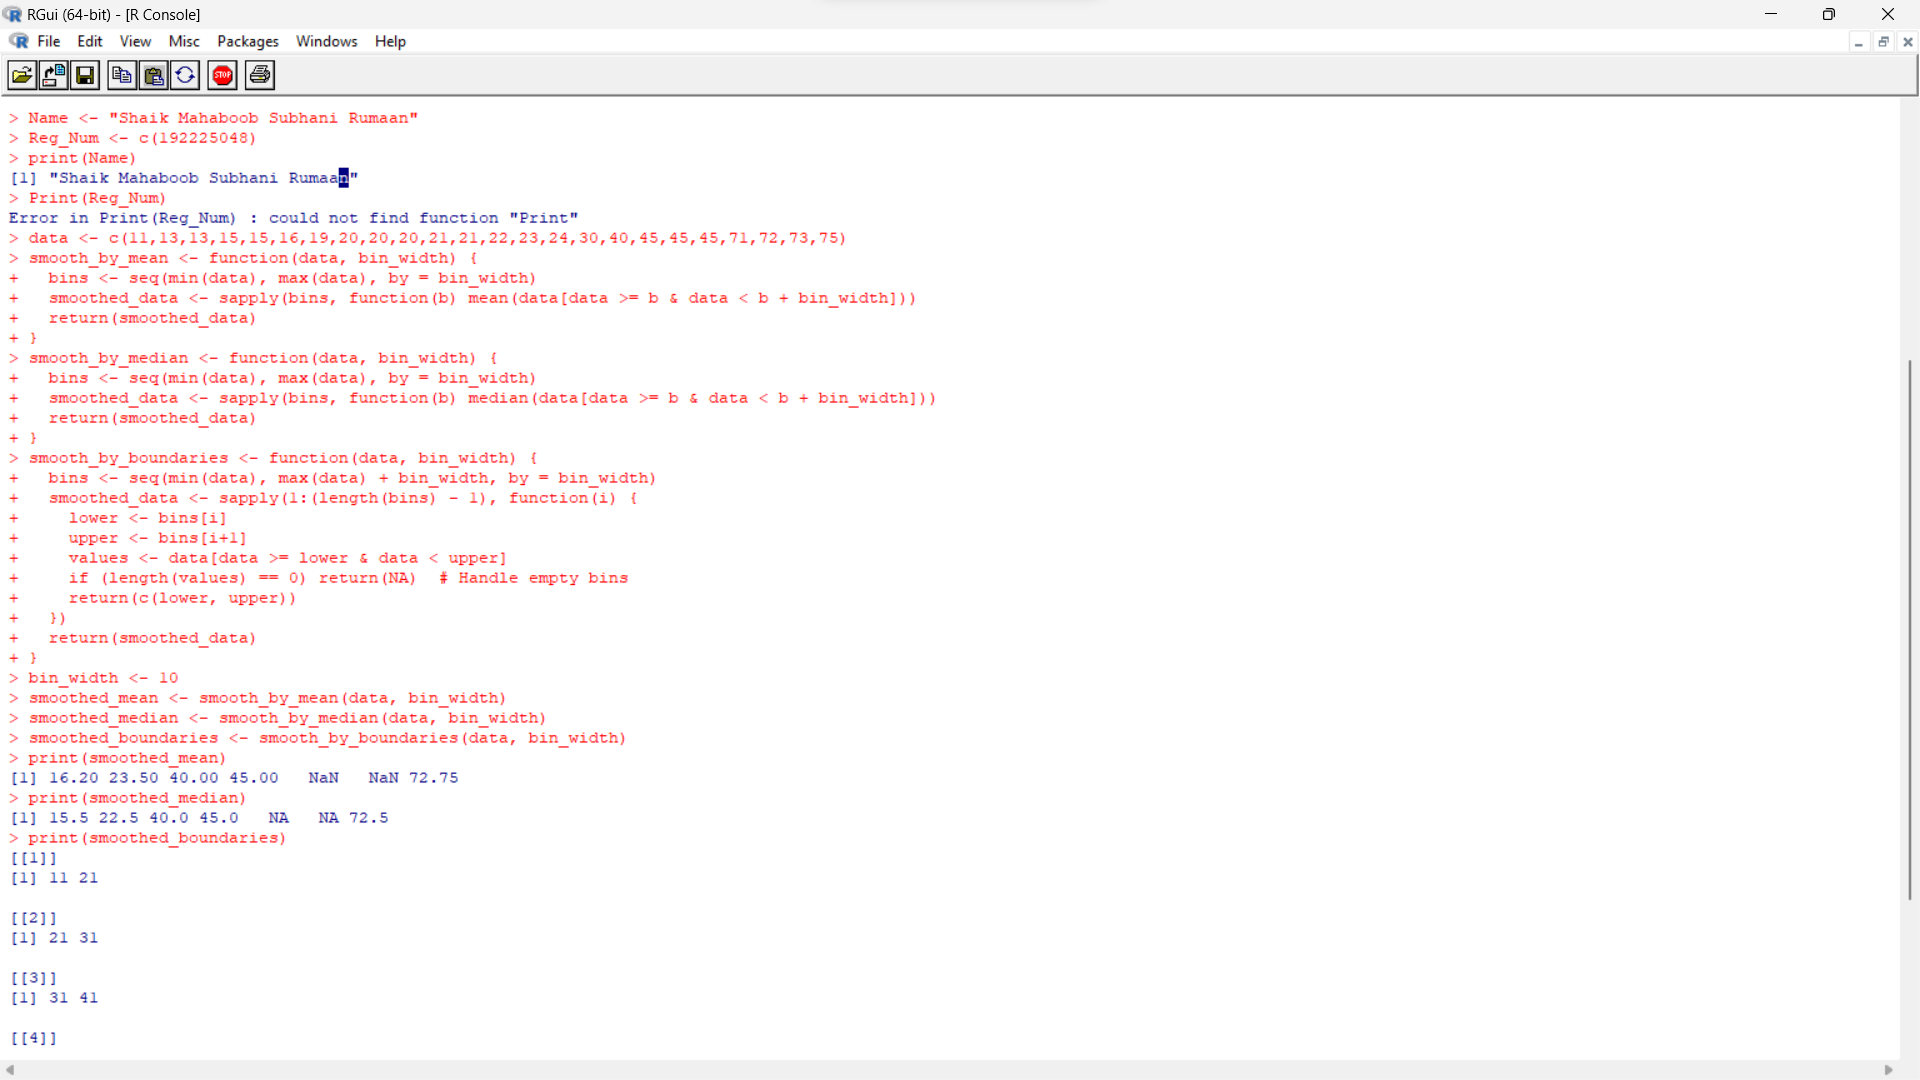 RGui (64-bit) - [R Console]
File Edit View Misc Packages Windows Help
STOP
> Name <- "Shaik Mahaboob Subhani Rumaan"
> Reg_Num <- c(192225048)
> print(Name)
[1] "Shaik Mahaboob Subhani Rumaan"
> Print(Reg_Num)
Error in Print(Reg_Num) : could not find function "Print"
> data <- c(11,13,13,15,15,16,19,20,20,20,21,21,22,23,24,30,40,45,45,45,71,72,73,75)
> smooth_by_mean <- function(data, bin_width) {
+   bins <- seq(min(data), max(data), by = bin_width)
+   smoothed_data <- sapply(bins, function(b) mean(data[data >= b & data < b + bin_width]))
+   return(smoothed_data)
+ }
> smooth_by_median <- function(data, bin_width) {
+   bins <- seq(min(data), max(data), by = bin_width)
+   smoothed_data <- sapply(bins, function(b) median(data[data >= b & data < b + bin_width]))
+   return(smoothed_data)
+ }
> smooth_by_boundaries <- function(data, bin_width) {
+   bins <- seq(min(data), max(data) + bin_width, by = bin_width)
+   smoothed_data <- sapply(1:(length(bins) - 1), function(i) {
+     lower <- bins[i]
+     upper <- bins[i+1]
+     values <- data[data >= lower & data < upper]
+     if (length(values) == 0) return(NA)  # Handle empty bins
+     return(c(lower, upper))
+   })
+   return(smoothed_data)
+ }
> bin_width <- 10
> smoothed_mean <- smooth_by_mean(data, bin_width)
> smoothed_median <- smooth_by_median(data, bin_width)
> smoothed_boundaries <- smooth_by_boundaries(data, bin_width)
> print(smoothed_mean)
[1] 16.20 23.50 40.00 45.00   NaN   NaN 72.75
> print(smoothed_median)
[1] 15.5 22.5 40.0 45.0   NA   NA 72.5
> print(smoothed_boundaries)
[[1]]
[1] 11 21

[[2]]
[1] 21 31

[[3]]
[1] 31 41

[[4]]